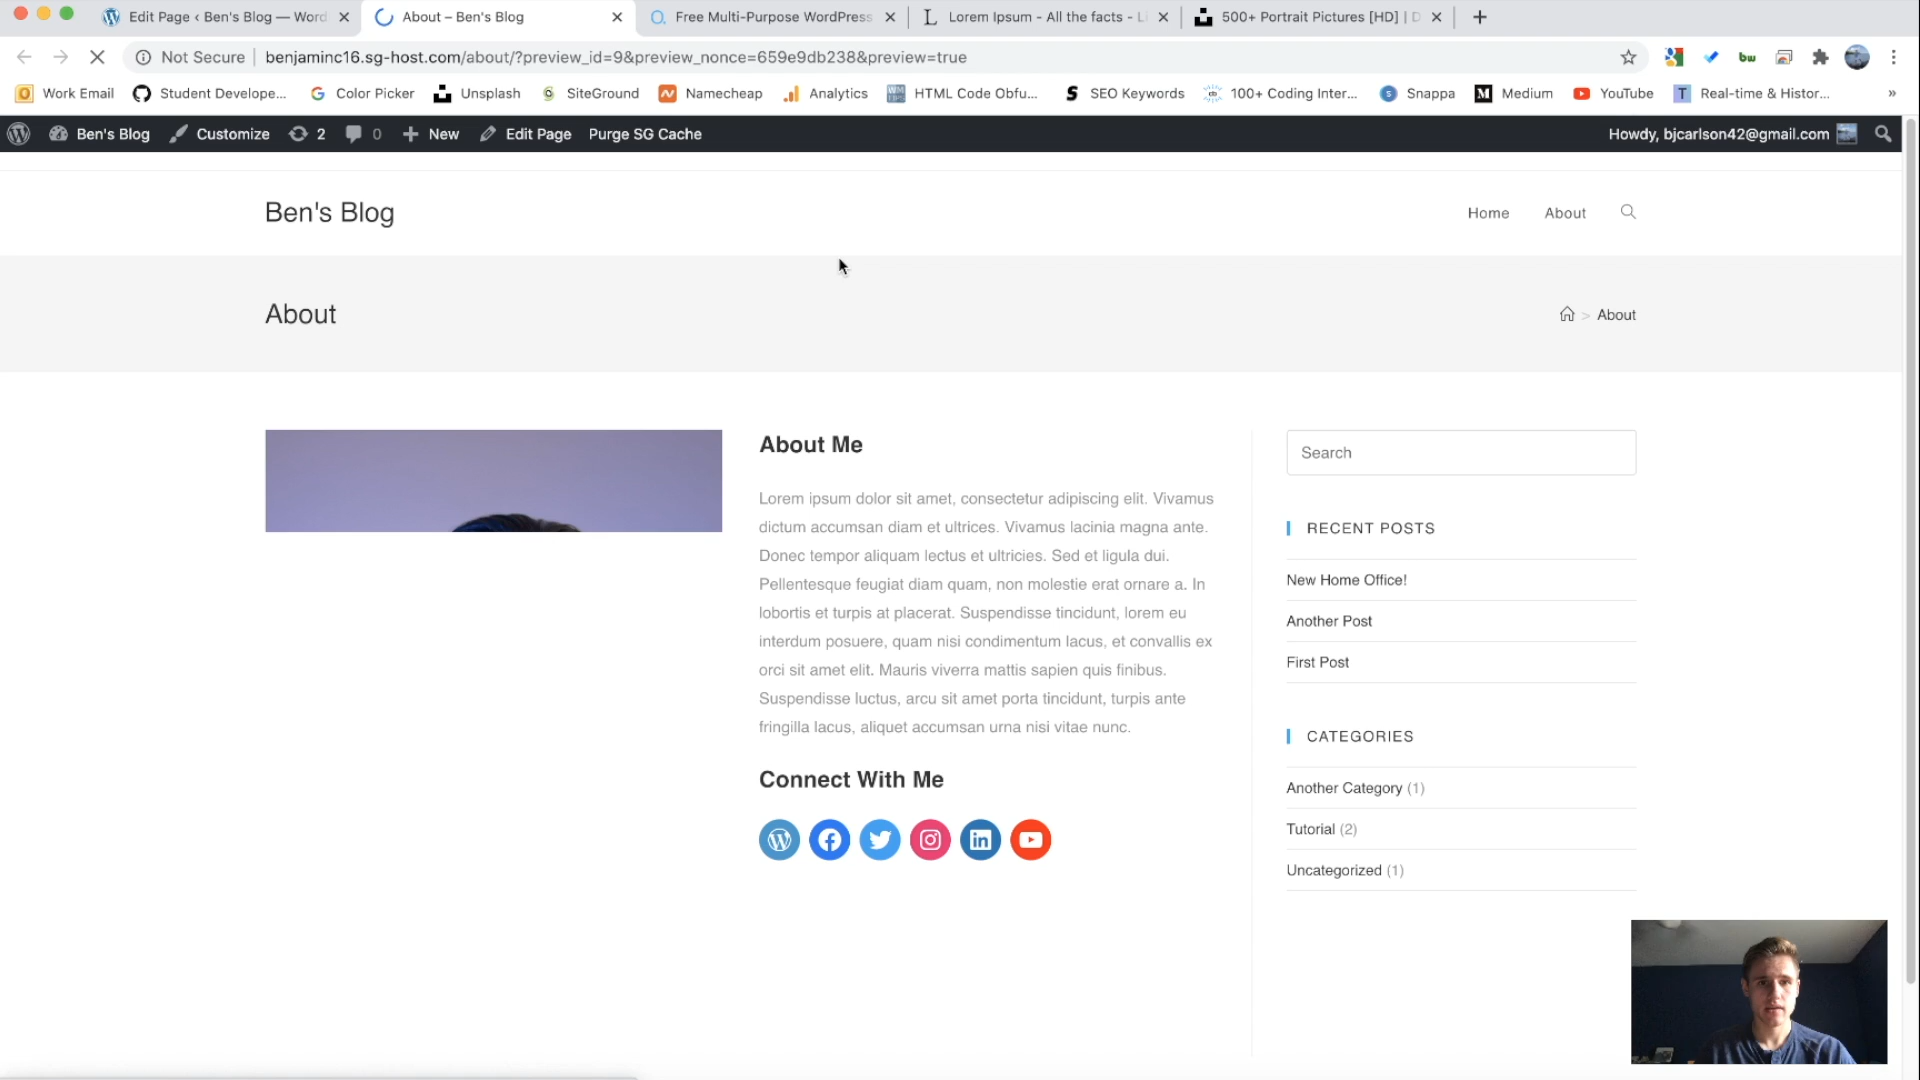 Edit Page ‹ Ben's Blog — Word
About – Ben's Blog
Free Multi-Purpose WordPress
Lorem Ipsum - All the facts - Li
500+ Portrait Pictures [HD] | D
Not Secure
benjaminc16.sg-host.com/about/?preview_id=9&preview_nonce=659e9db238&preview=true
Work Email
Student Develope...
Color Picker
Unsplash
SiteGround
Namecheap
Analytics
HTML Code Obfu...
SEO Keywords
100+ Coding Inter...
Snappa
Medium
YouTube
Real-time & Histor...
»
Ben's Blog
Customize
2
0
New
Edit Page
Purge SG Cache
Howdy, bjcarlson42@gmail.com
Ben's Blog
Home
About
About
> About
About Me
Lorem ipsum dolor sit amet, consectetur adipiscing elit. Vivamus
dictum accumsan diam et ultrices. Vivamus lacinia magna ante.
Donec tempor aliquam lectus et ultricies. Sed et ligula dui.
Pellentesque feugiat diam quam, non molestie erat ornare a. In
lobortis et turpis at placerat. Suspendisse tincidunt, lorem eu
interdum posuere, quam nisi condimentum lacus, et convallis ex
orci sit amet elit. Mauris viverra mattis sapien quis finibus.
Suspendisse luctus, arcu sit amet porta tincidunt, turpis ante
fringilla lacus, aliquet accumsan urna nisi vitae nunc.
Connect With Me
Search
RECENT POSTS
New Home Office!
Another Post
First Post
CATEGORIES
Another Category (1)
Tutorial (2)
Uncategorized (1)